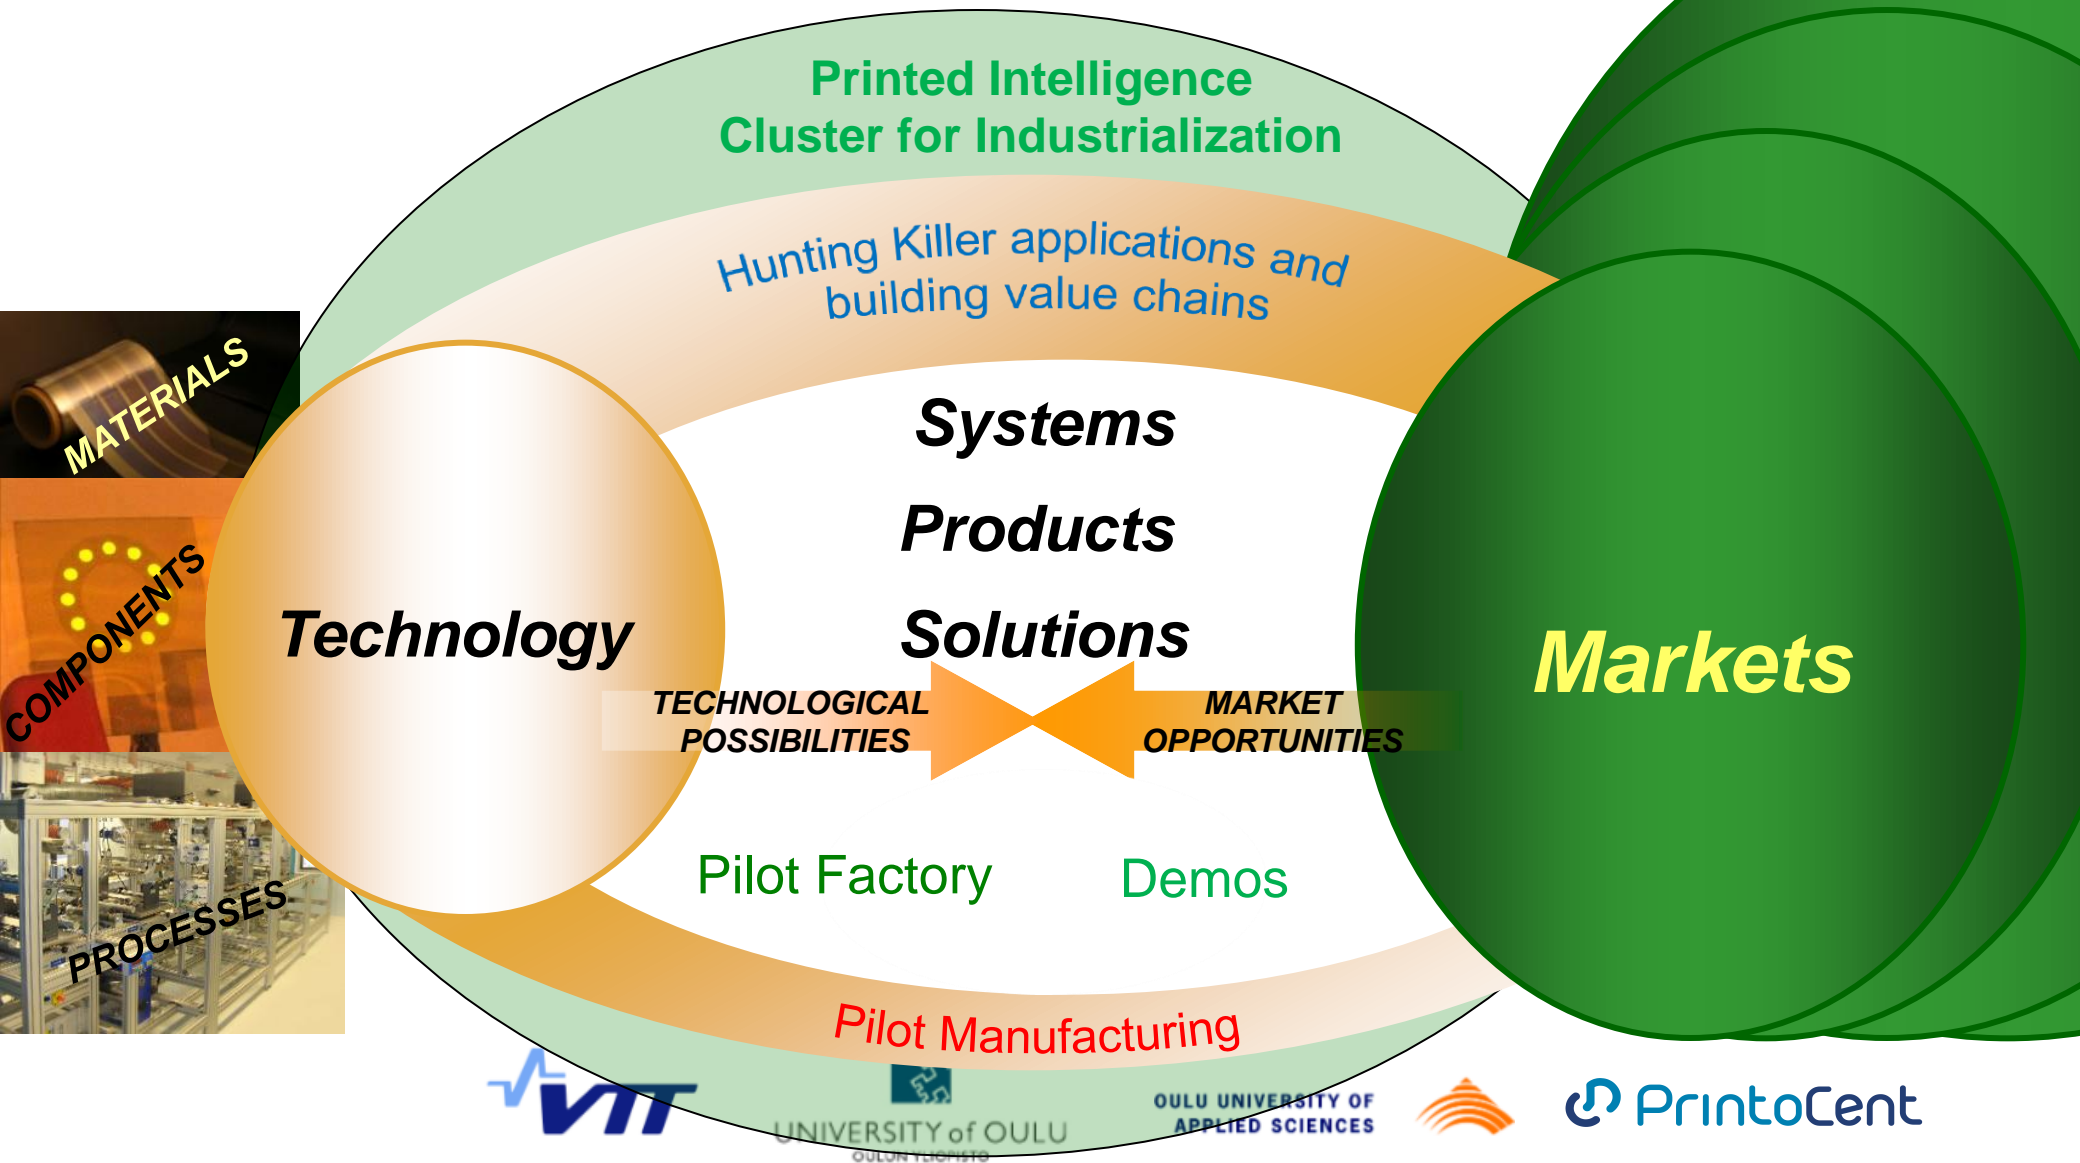 Printed Intelligence
Cluster for Industrialization
Hunting Killer applications and
building value chains
MATERIALS
COMPONENTS
PROCESSES
Technology
Systems
Products
Solutions
TECHNOLOGICAL
POSSIBILITIES
MARKET
OPPORTUNITIES
Markets
Pilot Factory
Demos
Pilot Manufacturing
VTT
UNIVERSITY of OULU
OULUN YLIOPISTO
OULU UNIVERSITY OF
APPLIED SCIENCES
PrintoCent